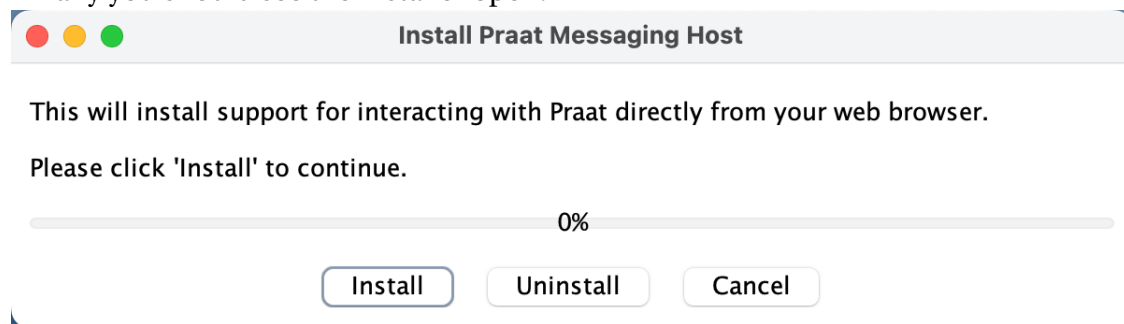 Install Praat Messaging Host
This will install support for interacting with Praat directly from your web browser.
Please click 'Install' to continue.
0%
Install Uninstall Cancel